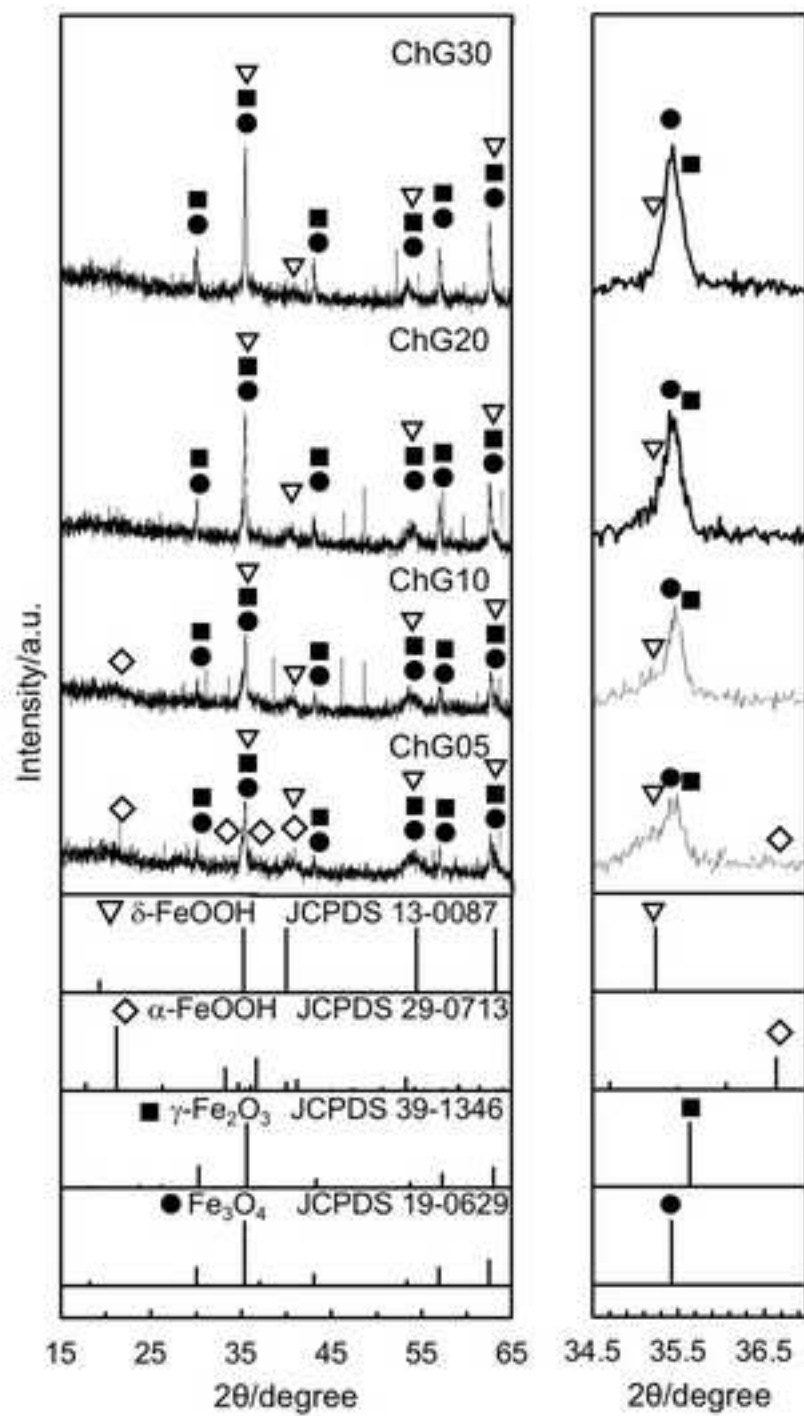 ChG30
ChG20
ChG10
ChG05
Intensity/a.u.
δ-FeOOH JCPDS 13-0087
α-FeOOH JCPDS 29-0713
γ-Fe₂O₃ JCPDS 39-1346
Fe₃O₄ JCPDS 19-0629
15 25 35 45 55 65
2θ/degree
34.5 35.5 36.5
2θ/degree